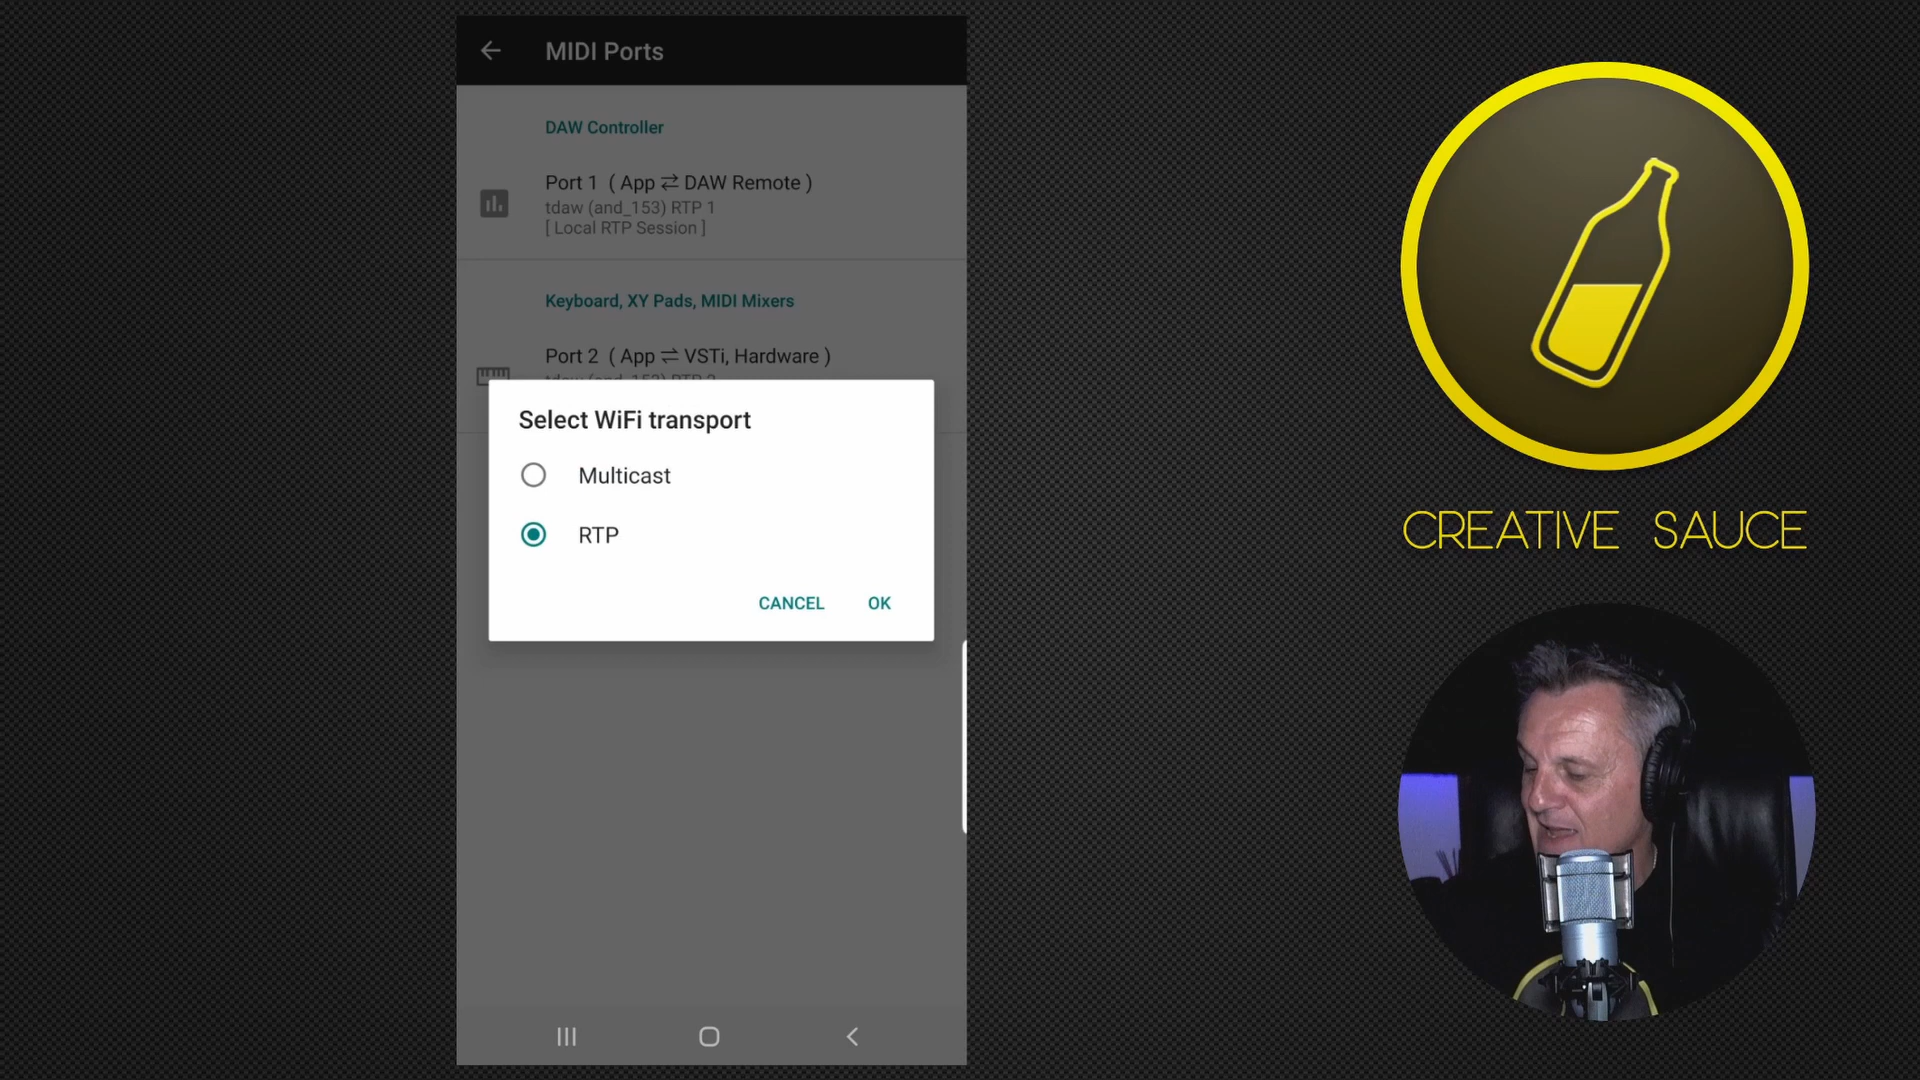 MIDI Ports
DAW Controller
Port 1 ( App ⇄ DAW Remote )
tdaw (and_153) RTP 1
[ Local RTP Session ]
Keyboard, XY Pads, MIDI Mixers
Port 2 ( App ⇄ VSTi, Hardware )
Select WiFi transport
Multicast
RTP
CANCEL OK
CREATIVE SAUCE